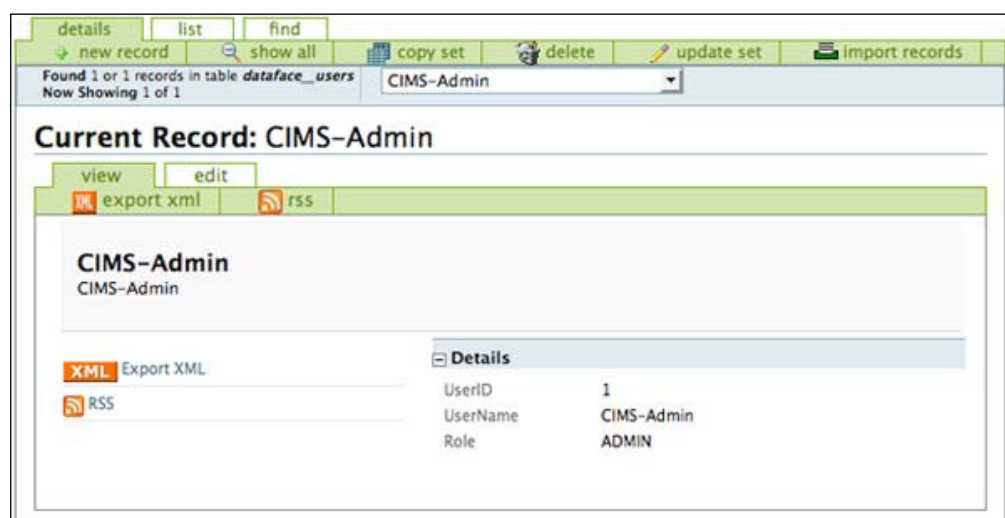 details list find
new record show all copy set delete update set import records
Found 1 or 1 records in table dataface__users
Now Showing 1 of 1
CIMS-Admin
Current Record: CIMS-Admin
view edit
XML export xml rss
CIMS-Admin
CIMS-Admin
XML Export XML
RSS
Details
UserID 1
UserName CIMS-Admin
Role ADMIN